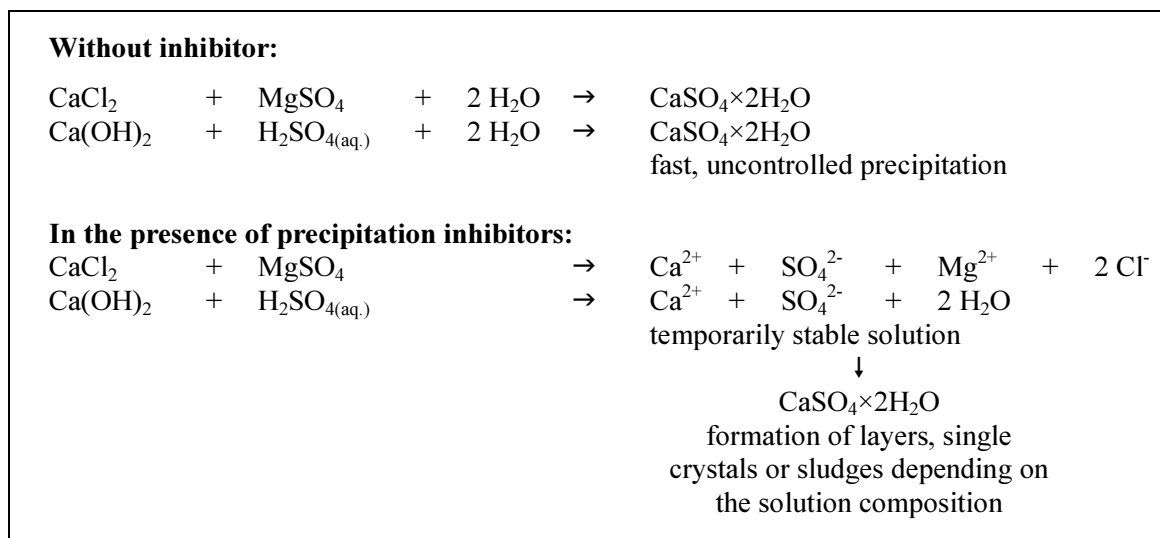 Without inhibitor:
CaCl₂ + MgSO₄ + 2 H₂O → CaSO₄×2H₂O
Ca(OH)₂ + H₂SO₄₍aq.₎ + 2 H₂O → CaSO₄×2H₂O
fast, uncontrolled precipitation
In the presence of precipitation inhibitors:
CaCl₂ + MgSO₄ → Ca²⁺ + SO₄²⁻ + Mg²⁺ + 2 Cl⁻
Ca(OH)₂ + H₂SO₄₍aq.₎ → Ca²⁺ + SO₄²⁻ + 2 H₂O
temporarily stable solution
↓
CaSO₄×2H₂O
formation of layers, single
crystals or sludges depending on
the solution composition